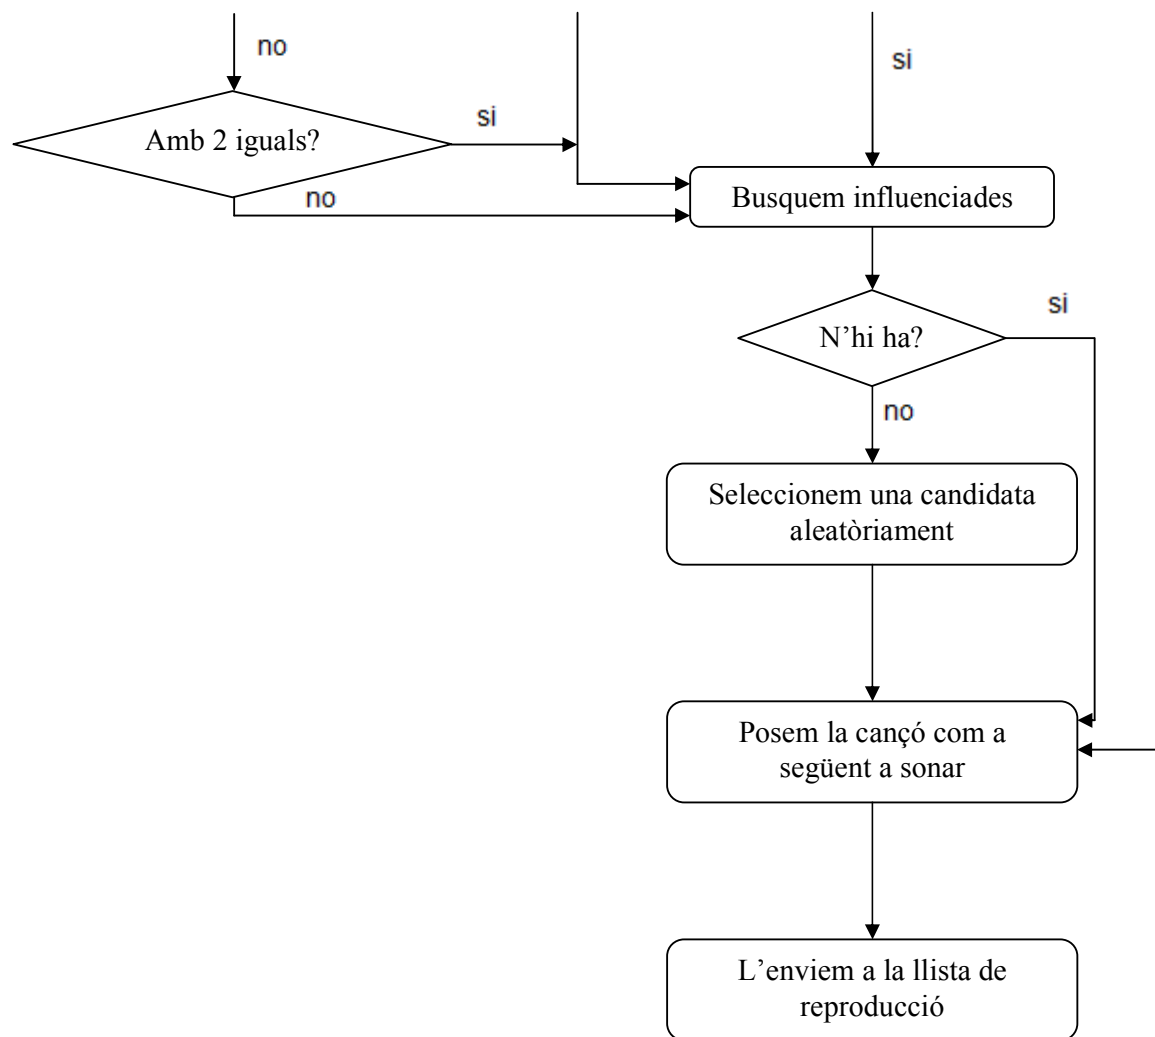 no
si
Amb 2 iguals?
si
no
Busquem influenciades
si
N’hi ha?
no
Seleccionem una candidata
aleatòriament
Posem la cançó com a
següent a sonar
L’enviem a la llista de
reproducció